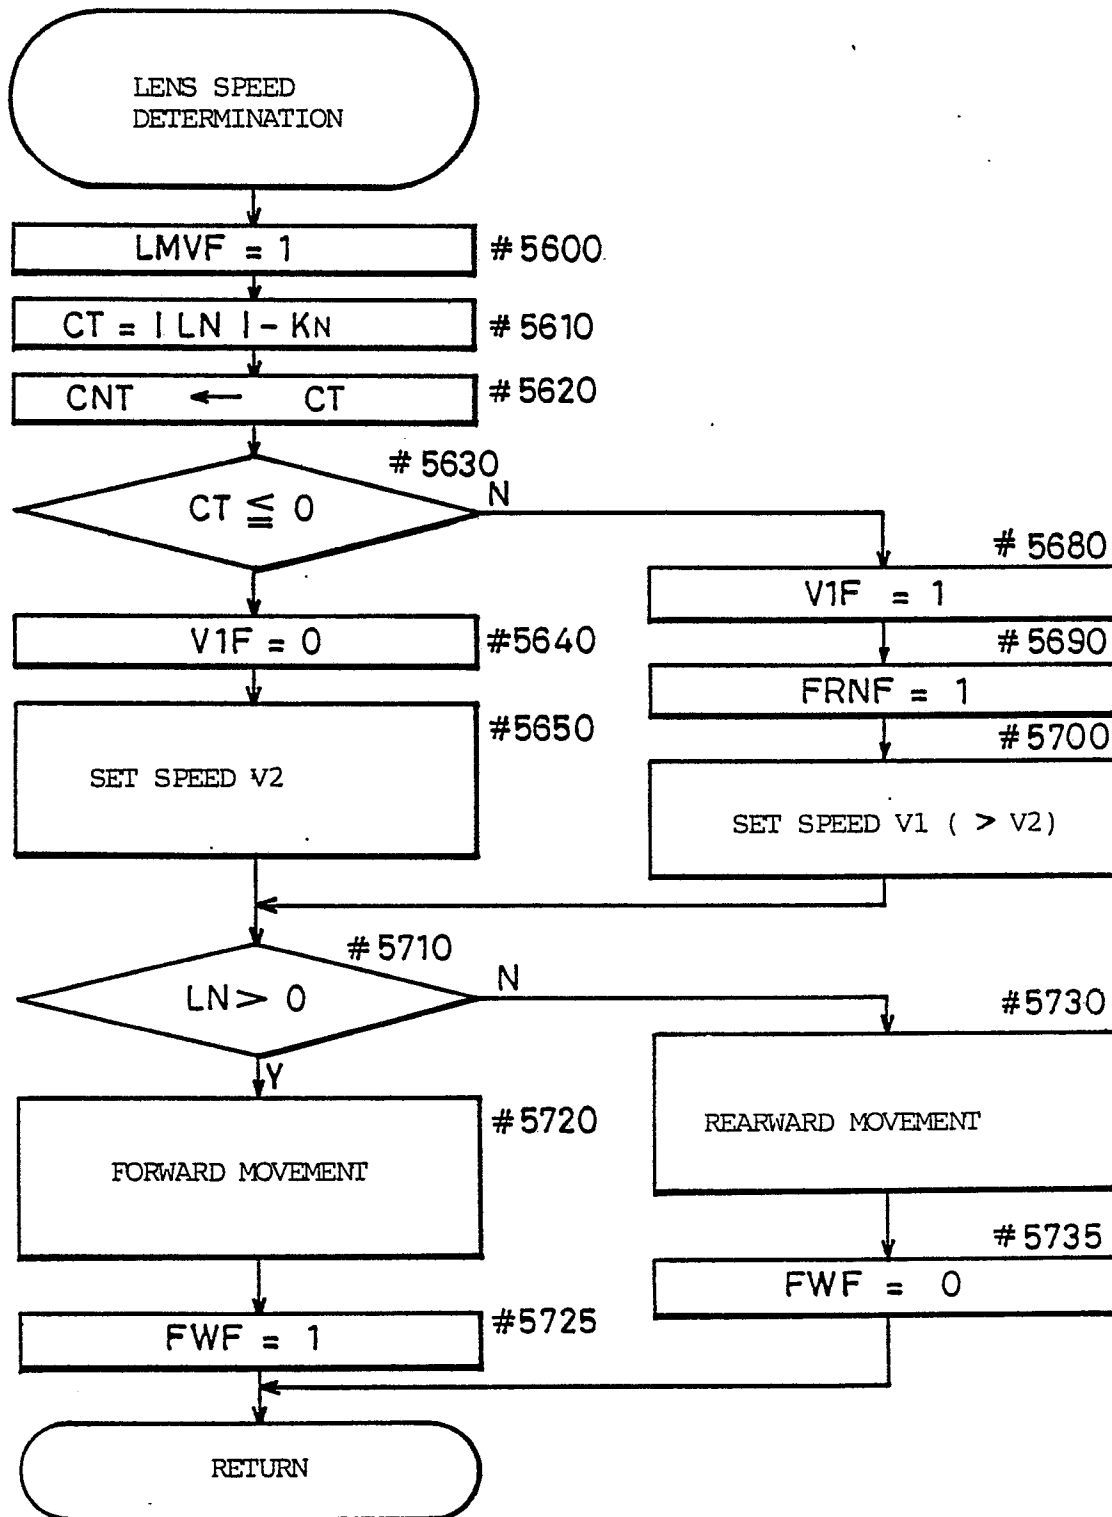 LENS SPEED
DETERMINATION
LMVF = 1
#5600
CT = | LN | - KN
#5610
CNT ← CT
#5620
#5630
CT ≦ 0
N
#5680
V1F = 1
V1F = 0
#5640
#5690
FRNF = 1
#5650
SET SPEED V2
#5700
SET SPEED V1 ( > V2)
#5710
LN > 0
N
Y
#5730
REARWARD MOVEMENT
#5720
FORWARD MOVEMENT
#5735
FWF = 0
#5725
FWF = 1
RETURN